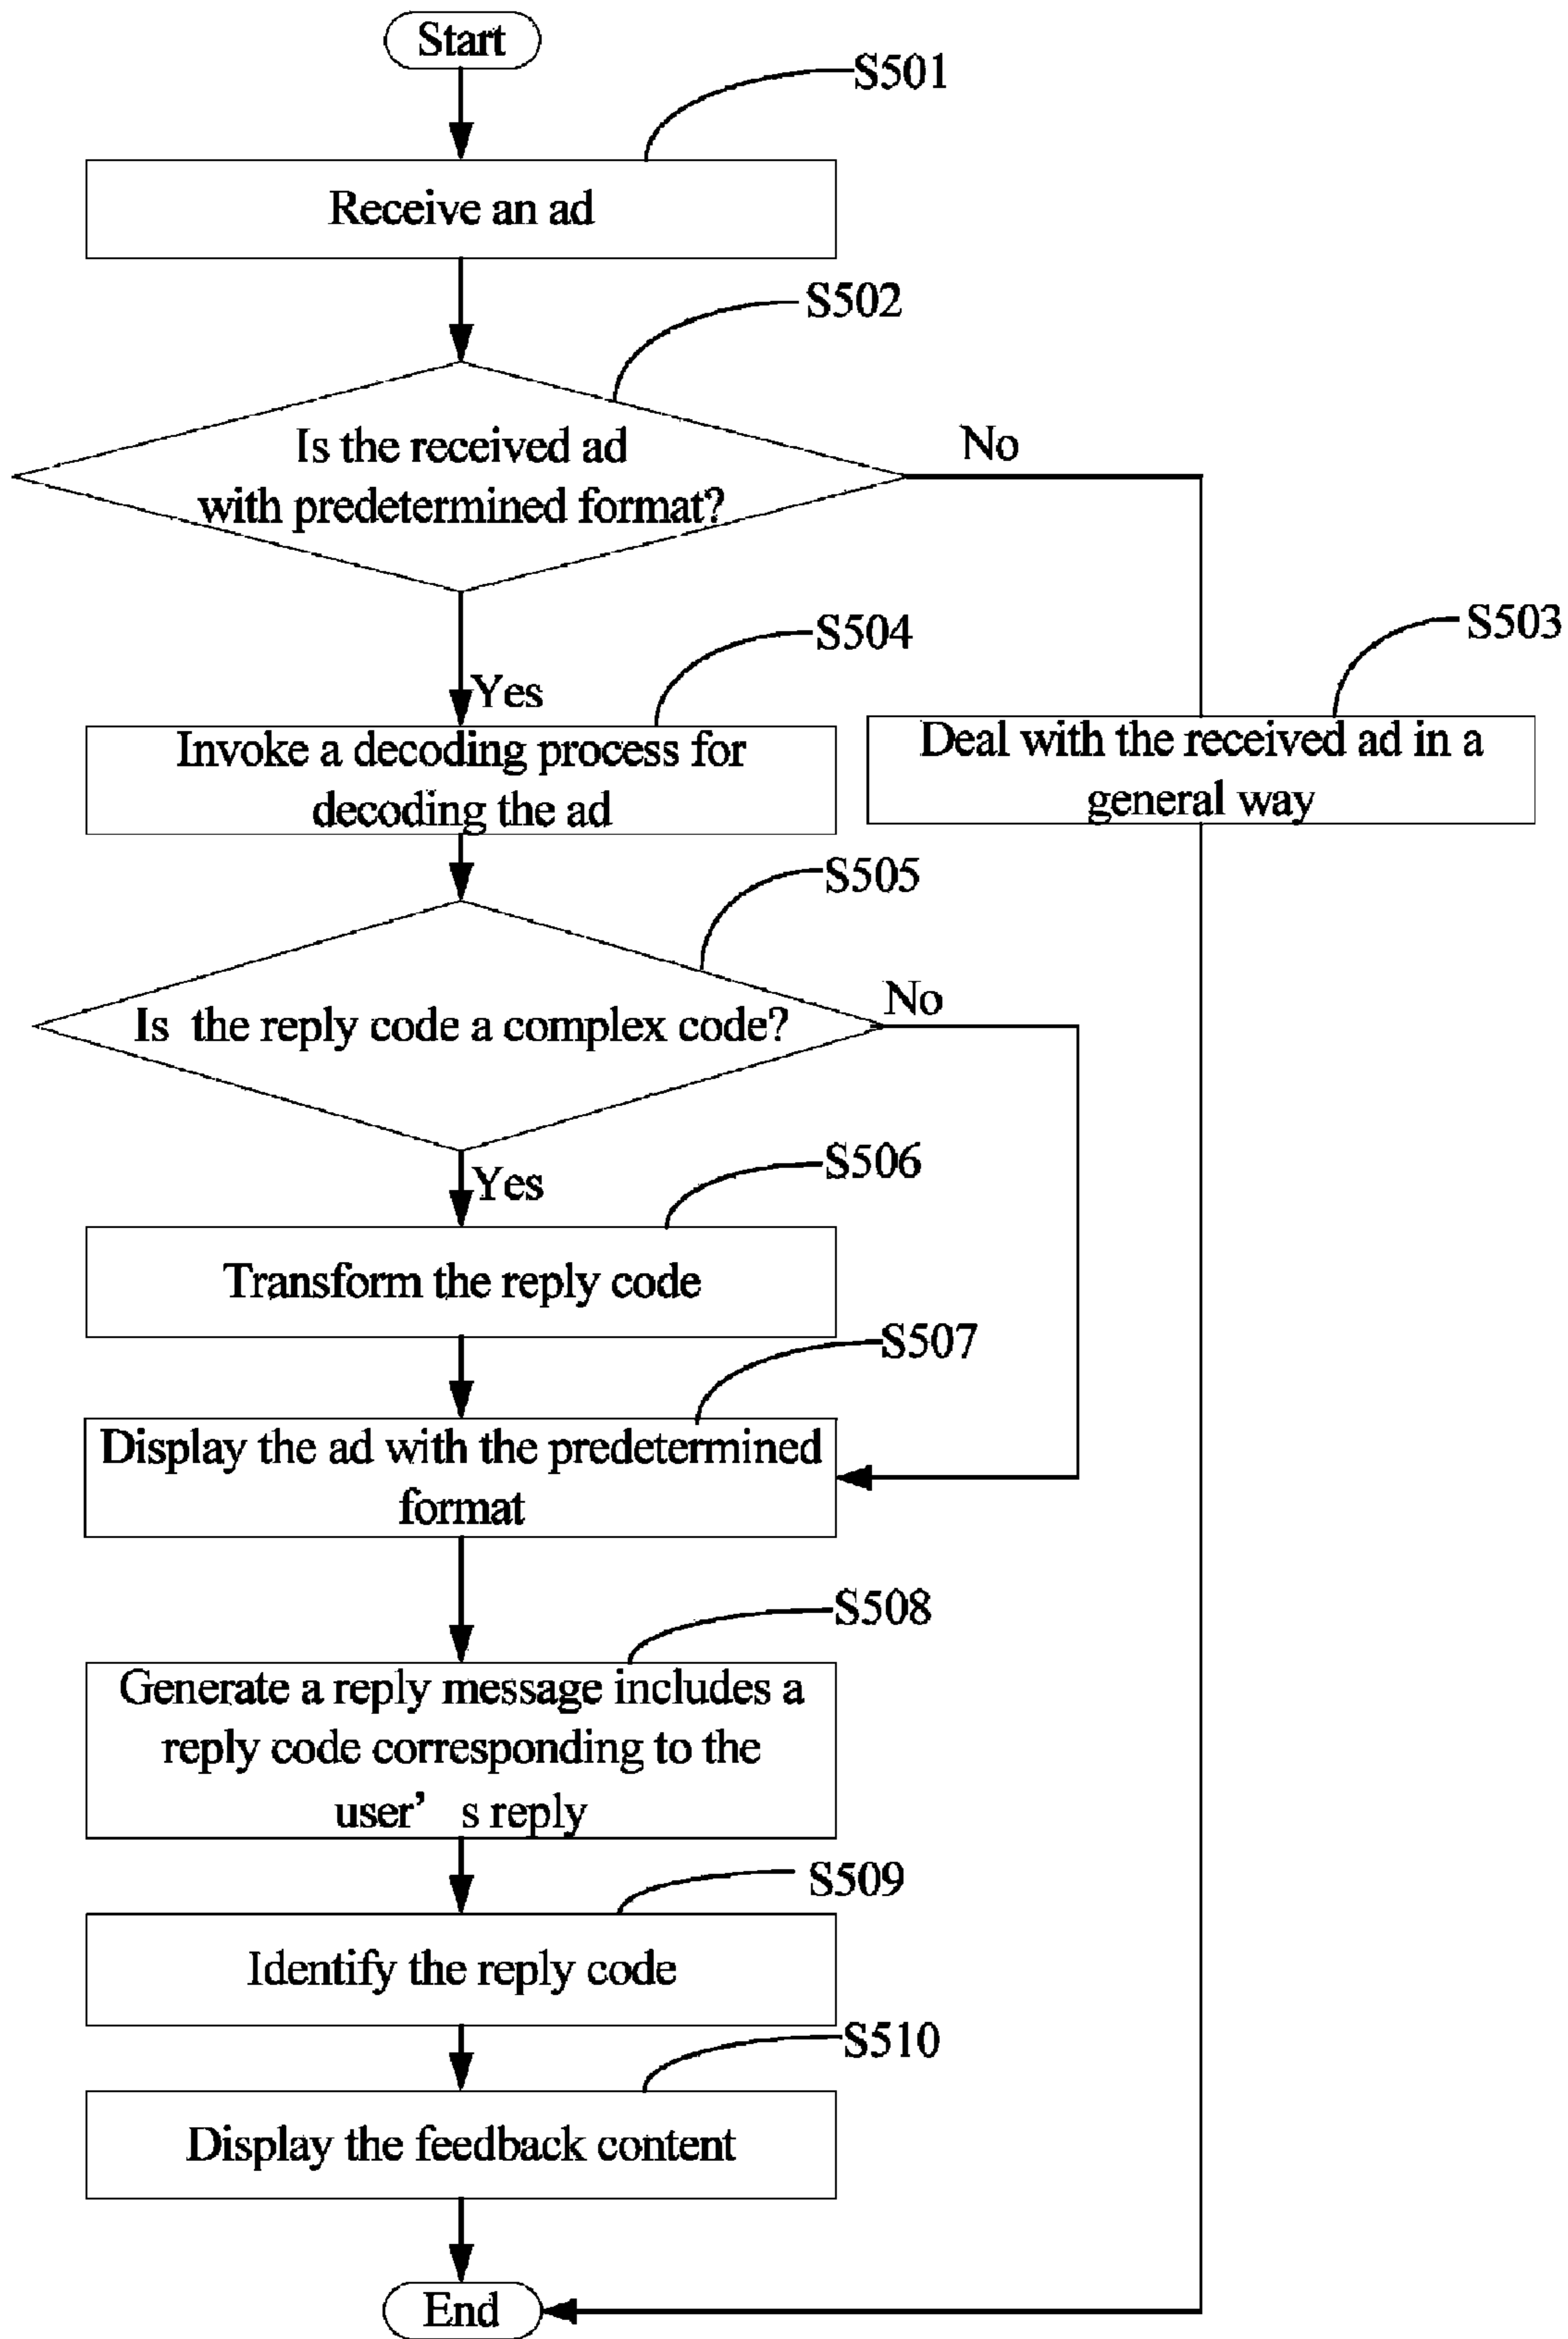 Start
S501
Receive an ad
S502
Is the received ad
with predetermined format?
No
S503
S504
Yes
Invoke a decoding process for
decoding the ad
Deal with the received ad in a
general way
S505
Is the reply code a complex code?
No
S506
Yes
Transform the reply code
S507
Display the ad with the predetermined
format
S508
Generate a reply message includes a
reply code corresponding to the
user’ s reply
S509
Identify the reply code
S510
Display the feedback content
End